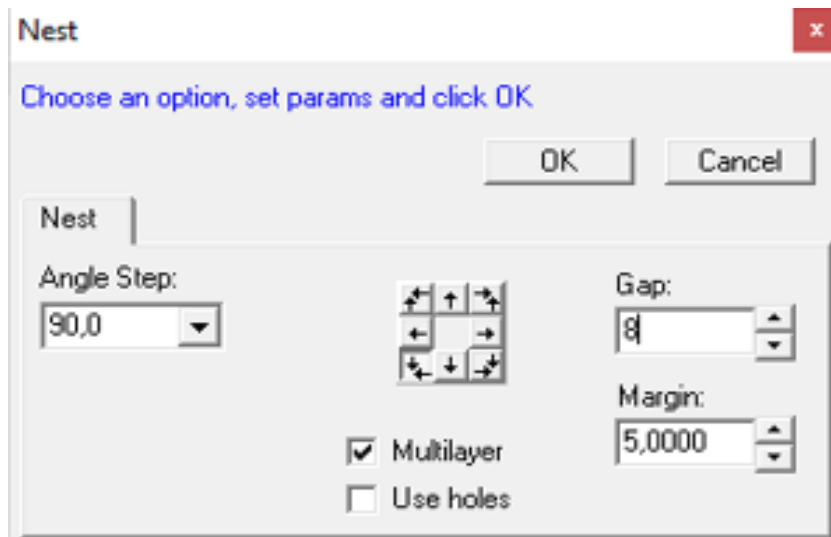 Nest
x
Choose an option, set params and click OK
OK Cancel
Nest
Angle Step:
90,0
Gap:
8
Margin:
5,0000
Multilayer
Use holes